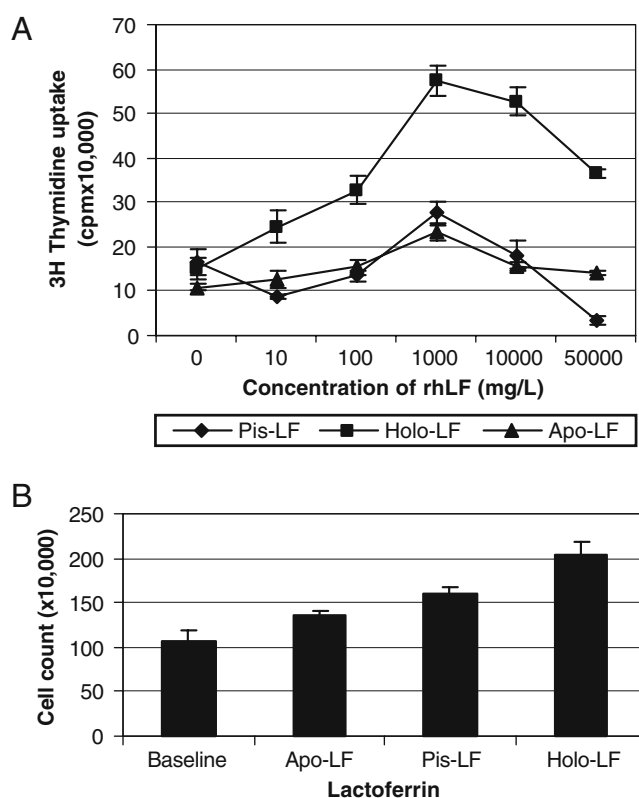 A
3H Thymidine uptake
(cpmx10,000)
70
60
50
40
30
20
10
0
0 10 100 1000 10000 50000
Concentration of rhLF (mg/L)
Pis-LF Holo-LF Apo-LF
B
Cell count (x10,000)
250
200
150
100
50
0
Baseline Apo-LF Pis-LF Holo-LF
Lactoferrin